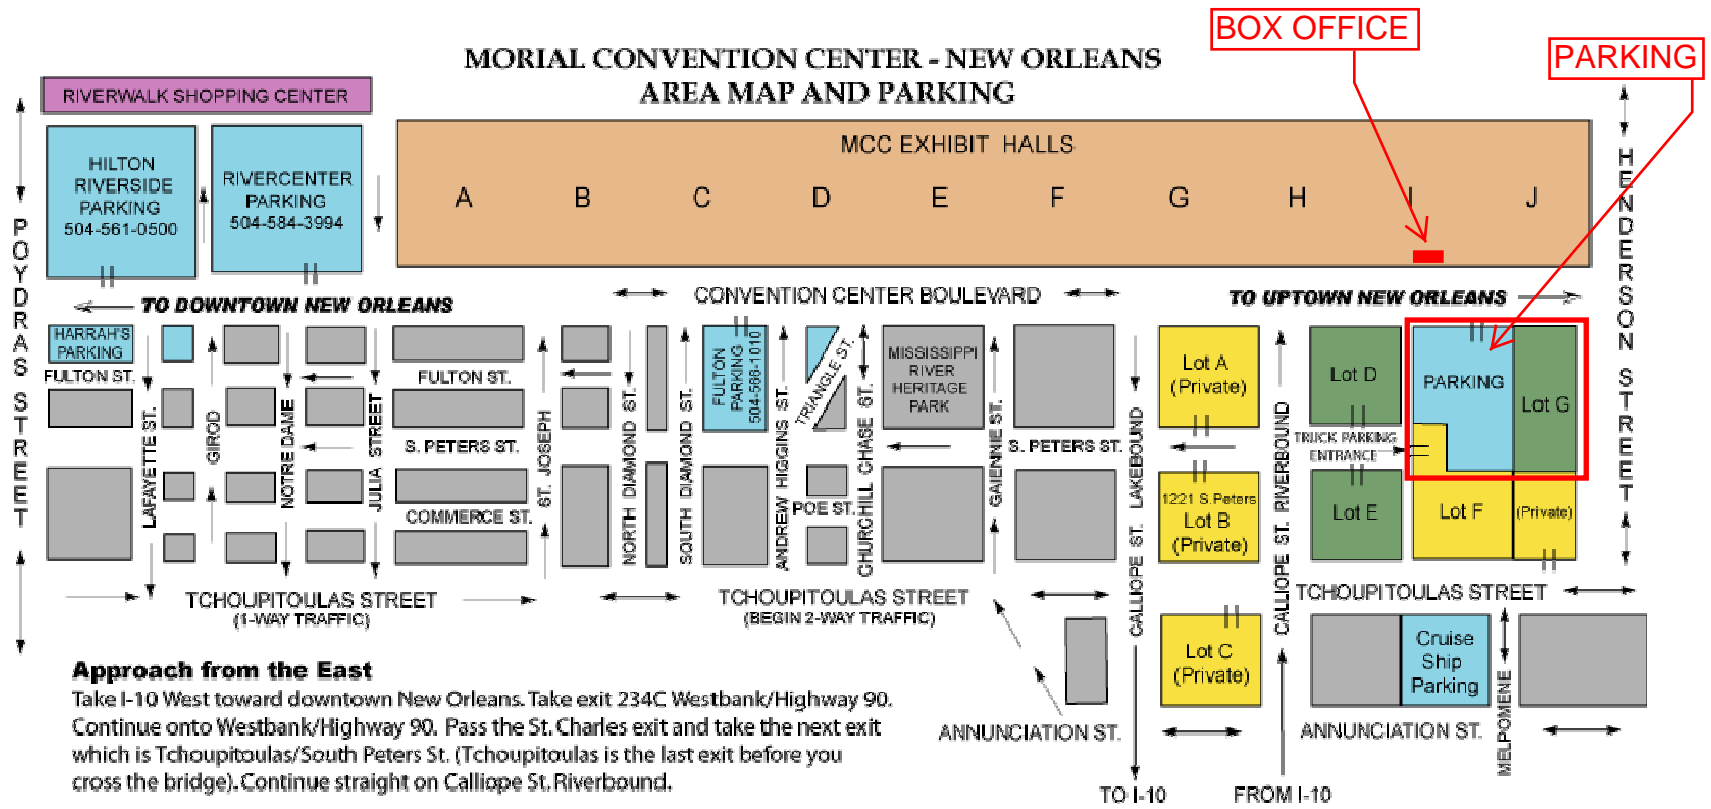 BOX OFFICE
PARKING
MORIAL CONVENTION CENTER - NEW ORLEANS
AREA MAP AND PARKING
RIVERWALK SHOPPING CENTER
HILTON
RIVERSIDE
PARKING
504-561-0500
RIVERCENTER
PARKING
504-584-3994
MCC EXHIBIT HALLS
A B C D E F G H I J
POYDRAS STREET
HENDERSON STREET
TO DOWNTOWN NEW ORLEANS
CONVENTION CENTER BOULEVARD
TO UPTOWN NEW ORLEANS
HARRAH'S
PARKING
FULTON ST.
LAFAYETTE ST.
GIROD
NOTRE DAME
JULIA STREET
FULTON ST.
S. PETERS ST.
COMMERCE ST.
ST. JOSEPH
NORTH DIAMOND ST.
SOUTH DIAMOND ST.
FULTON
PARKING
504-566-1010
ANDREW HIGGINS ST.
TRIANGLE ST.
POE ST.
CHURCHILL CHASE ST.
MISSISSIPPI
RIVER
HERITAGE
PARK
GAIENNIE ST.
S. PETERS ST.
CALLIOPE ST. LAKEBOUND
Lot A
(Private)
1221 S.Peters
Lot B
(Private)
Lot C
(Private)
CALLIOPE ST. RIVERBOUND
Lot D
TRUCK PARKING
ENTRANCE
Lot E
PARKING
Lot G
Lot F
(Private)
TCHOUPITOULAS STREET
(1-WAY TRAFFIC)
TCHOUPITOULAS STREET
(BEGIN 2-WAY TRAFFIC)
TCHOUPITOULAS STREET
Cruise
Ship
Parking
MELPOMENE
ANNUNCIATION ST.
ANNUNCIATION ST.
TO I-10
FROM I-10
Approach from the East
Take I-10 West toward downtown New Orleans. Take exit 234C Westbank/Highway 90.
Continue onto Westbank/Highway 90. Pass the St. Charles exit and take the next exit
which is Tchoupitoulas/South Peters St. (Tchoupitoulas is the last exit before you
cross the bridge). Continue straight on Calliope St. Riverbound.